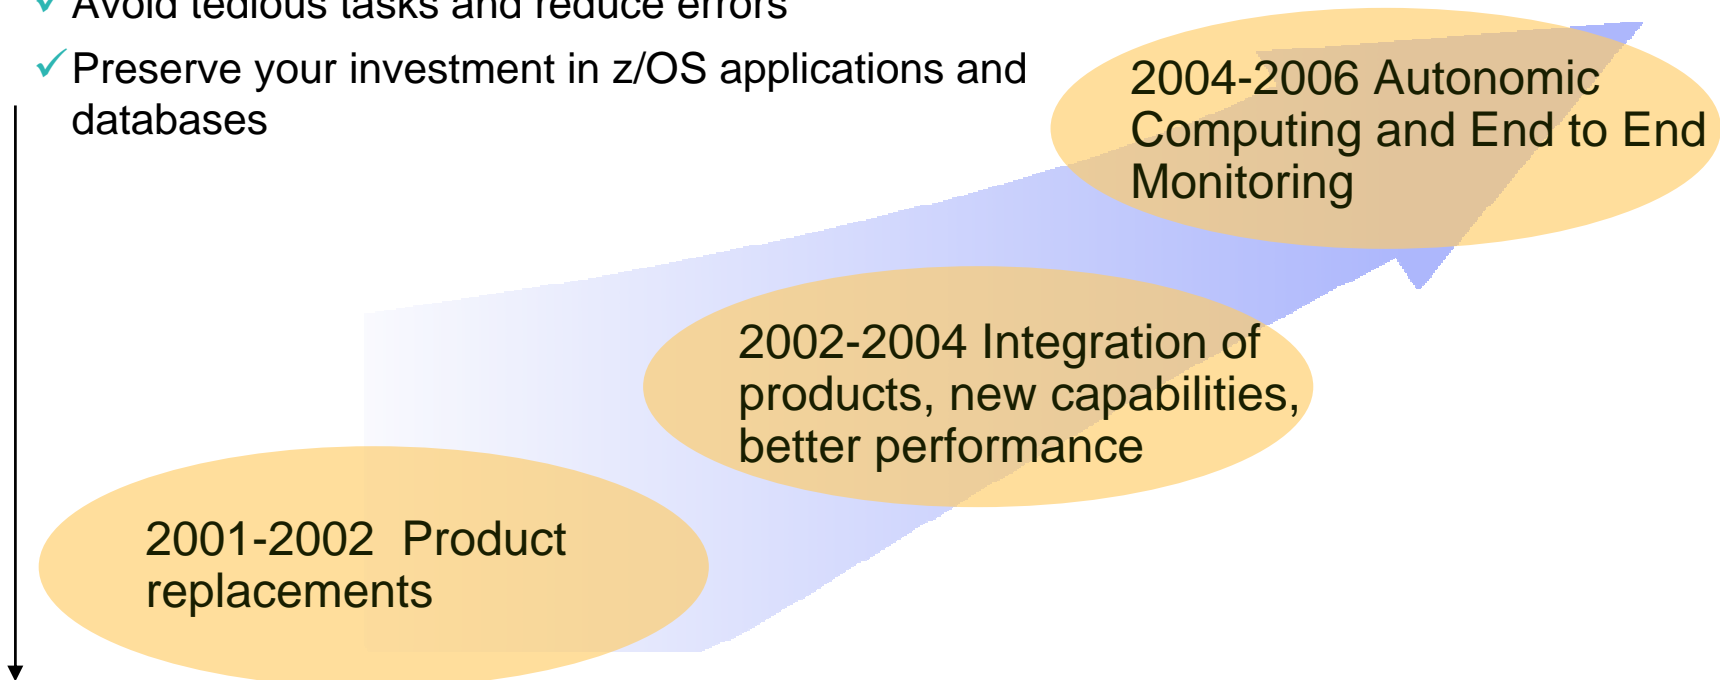 Avoid tedious tasks and reduce errors
Preserve your investment in z/OS applications and
databases
2004-2006 Autonomic
Computing and End to End
Monitoring
2002-2004 Integration of
products, new capabilities,
better performance
2001-2002 Product
replacements